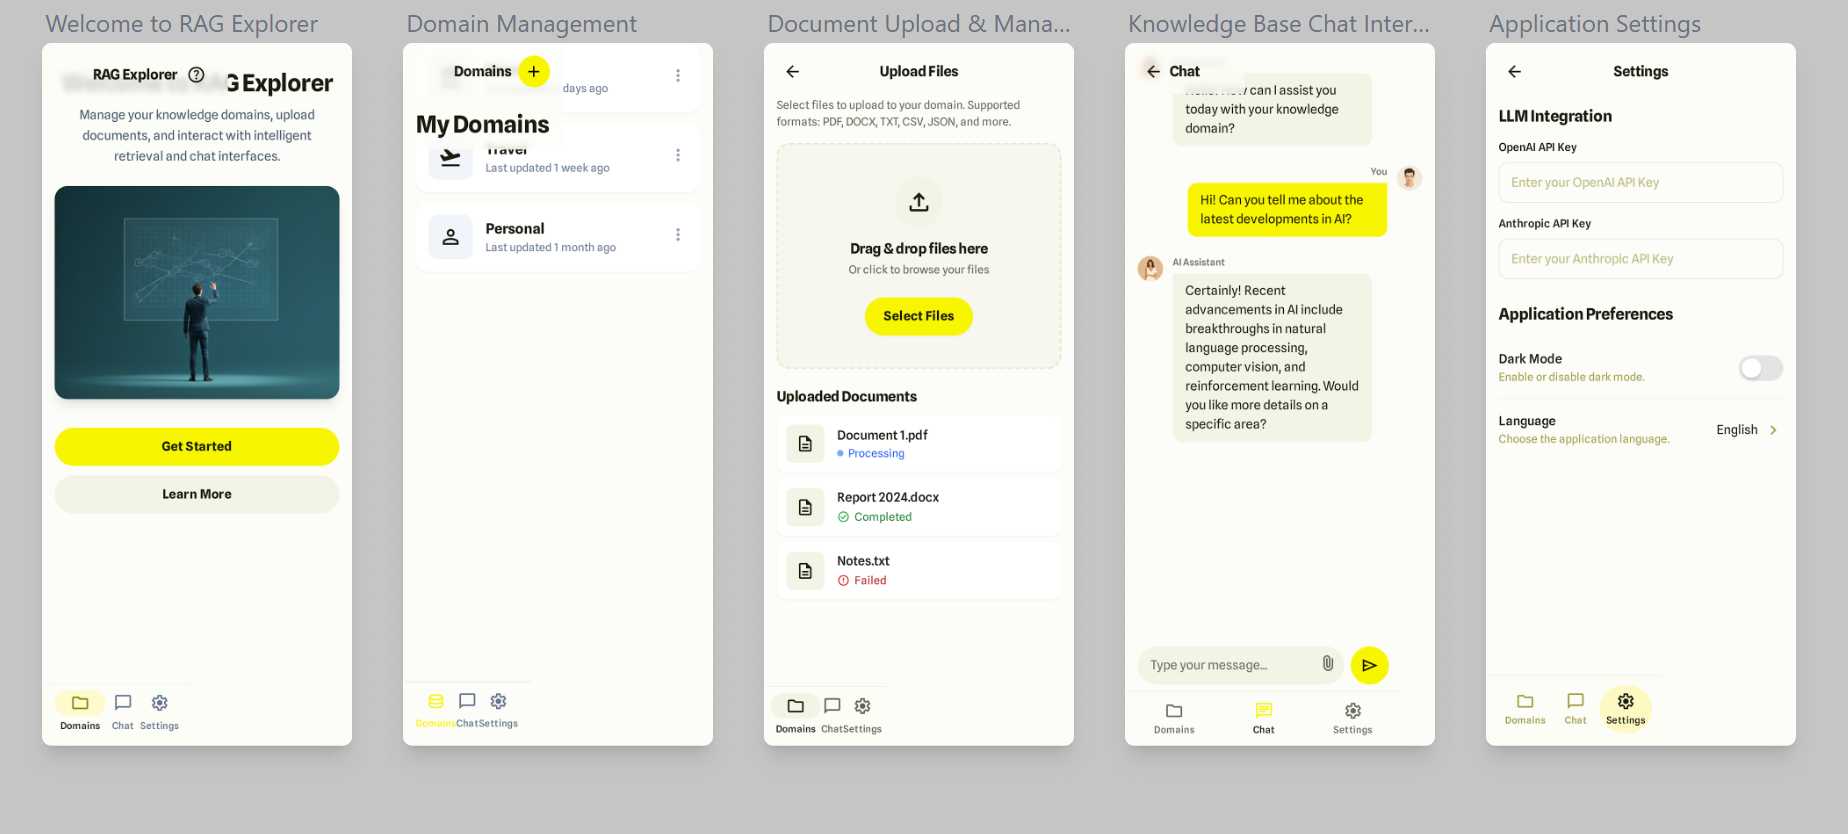 Welcome to RAG Explorer
RAG Explorer
G Explorer
Manage your knowledge domains, upload
documents, and interact with intelligent
retrieval and chat interfaces.
Get Started
Learn More
Domains
Chat
Settings
Domain Management
Domains
days ago
My Domains
Travel
Last updated 1 week ago
Personal
Last updated 1 month ago
Domains
Chat
Settings
Document Upload & Mana...
Upload Files
Select files to upload to your domain. Supported
formats: PDF, DOCX, TXT, CSV, JSON, and more.
Drag & drop files here
Or click to browse your files
Select Files
Uploaded Documents
Document 1.pdf
Processing
Report 2024.docx
Completed
Notes.txt
Failed
Domains
Chat
Settings
Knowledge Base Chat Inter...
Chat
Hello! How can I assist you
today with your knowledge
domain?
You
Hi! Can you tell me about the
latest developments in AI?
AI Assistant
Certainly! Recent
advancements in AI include
breakthroughs in natural
language processing,
computer vision, and
reinforcement learning. Would
you like more details on a
specific area?
Type your message...
Domains
Chat
Settings
Application Settings
Settings
LLM Integration
OpenAI API Key
Enter your OpenAI API Key
Anthropic API Key
Enter your Anthropic API Key
Application Preferences
Dark Mode
Enable or disable dark mode.
Language
Choose the application language.
English
Domains
Chat
Settings